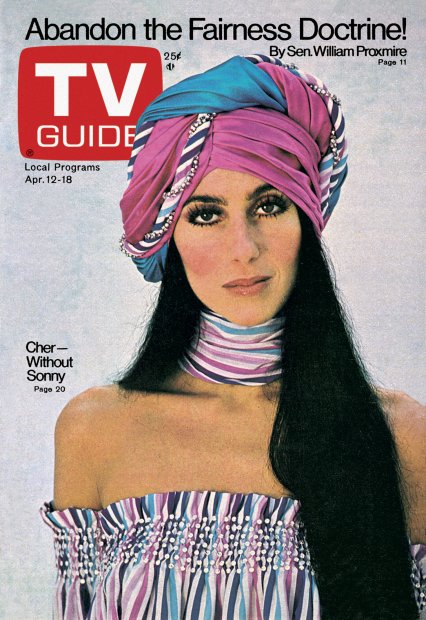 Abandon the Fairness Doctrine!
By Sen. William Proxmire
Page 11
25¢
TV
GUIDE
®
Local Programs
Apr. 12-18
Cher—
Without
Sonny
Page 20